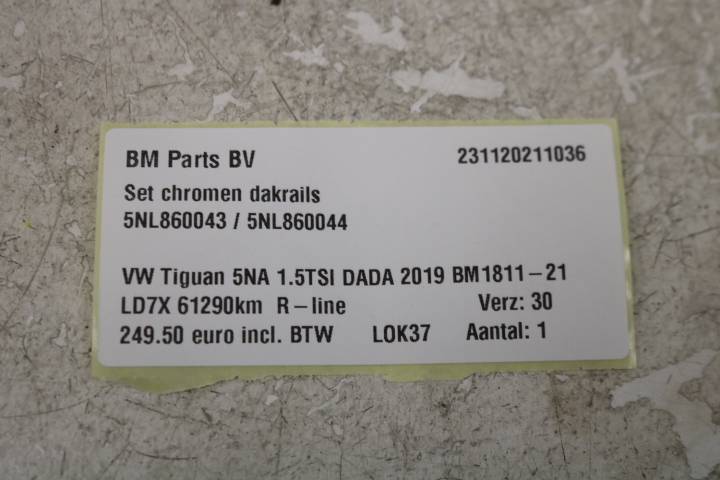 BM Parts BV 231120211036
Set chromen dakrails
5NL860043 / 5NL860044
VW Tiguan 5NA 1.5TSI DADA 2019 BM1811-21
LD7X 61290km R-line Verz: 30
249.50 euro incl. BTW LOK37 Aantal: 1